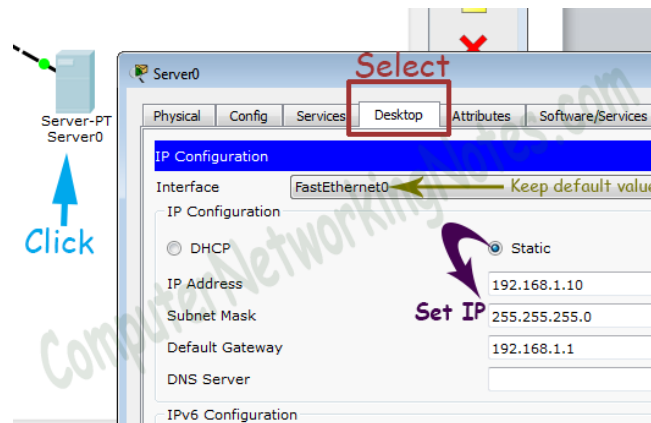 Select
Server0
Physical Config Services Desktop Attributes Software/Services
Server-PT
Server0
IP Configuration
Interface FastEthernet0 Keep default value
IP Configuration
Click
DHCP Static
IP Address 192.168.1.10
Set IP
Subnet Mask 255.255.255.0
Default Gateway 192.168.1.1
DNS Server
IPv6 Configuration
ComputerNetworkingNotes.com